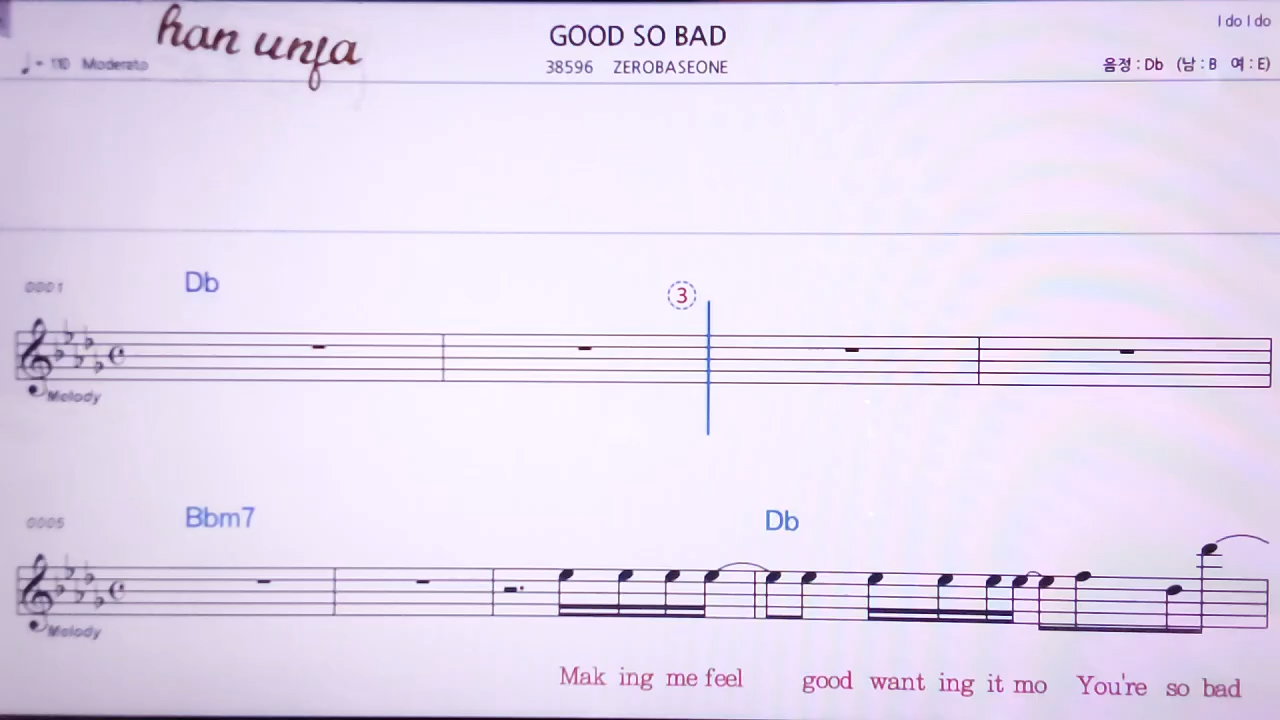 han unfa
GOOD SO BAD
I do I do
♩ = 110 Moderato
38596 ZEROBASEONE
음정 : Db (남 : B 여 : E)
0001
Db
3
Melody
0005
Bbm7
Db
Melody
Mak ing me feel good want ing it mo You're so bad